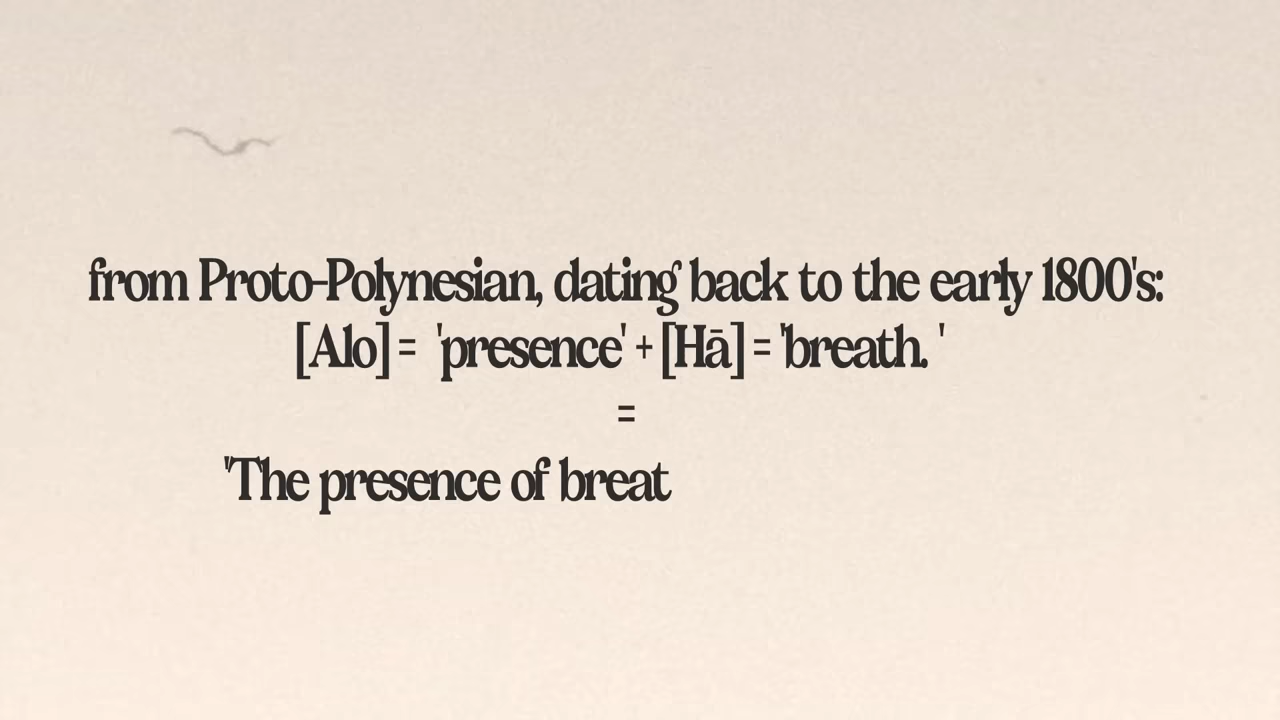 from Proto-Polynesian, dating back to the early 1800's:
[Alo] = 'presence' + [Hā] = 'breath. '
=
'The presence of breat